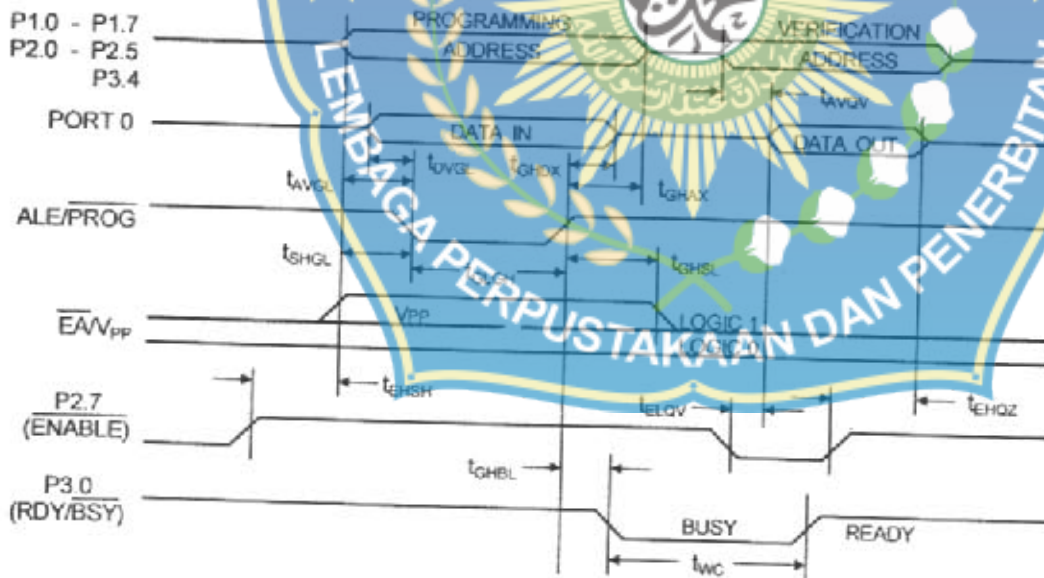 P1.0 - P1.7
P2.0 - P2.5
P3.4
PROGRAMMING
ADDRESS
VERIFICATION
ADDRESS
tAVQV
PORT 0
DATA IN
DATA OUT
tDVGL
tGHDX
tAVGL
tGHAX
ALE/PROG
tSHGL
tGHSL
EA/VPP
VPP
LOGIC 1
LOGIC 0
tEHSH
P2.7
(ENABLE)
tELQV
tEHQZ
tGHBL
P3.0
(RDY/BSY)
BUSY
READY
tWC
LEMBAGA PERPUSTAKAAN DAN PENERBITAN